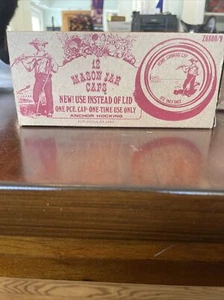 12
MASON JAR
CAPS
NEW! USE INSTEAD OF LID
ONE PCE. CAP-ONE-TIME USE ONLY
ANCHOR HOCKING